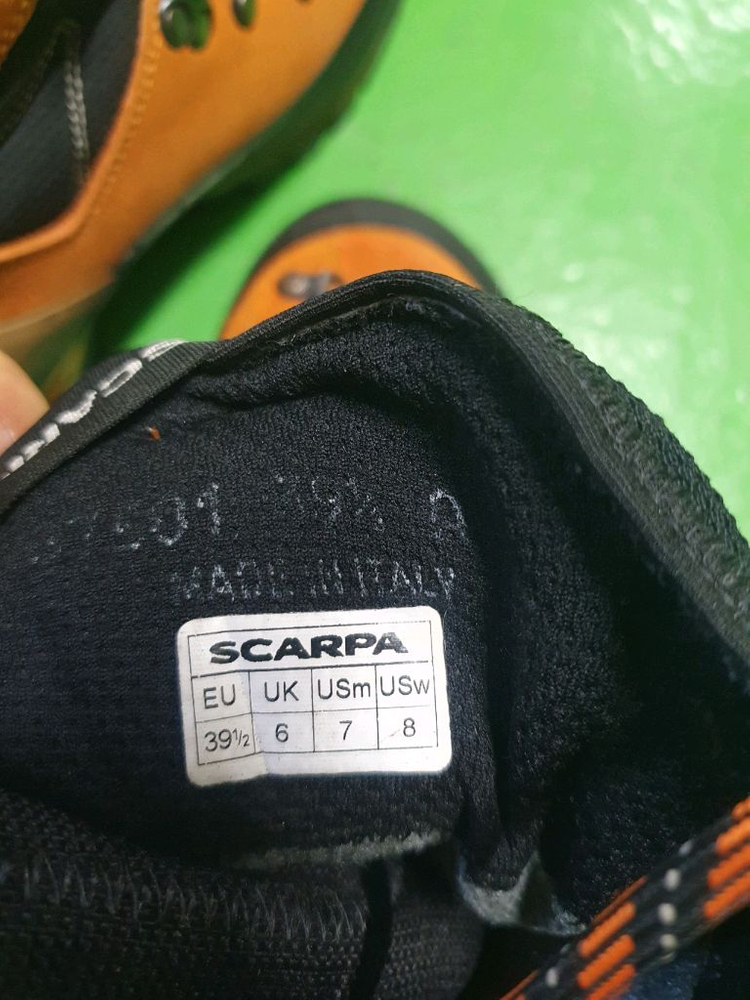 MADE IN ITALY
SCARPA
EU UK USm USw
39½ 6 7 8